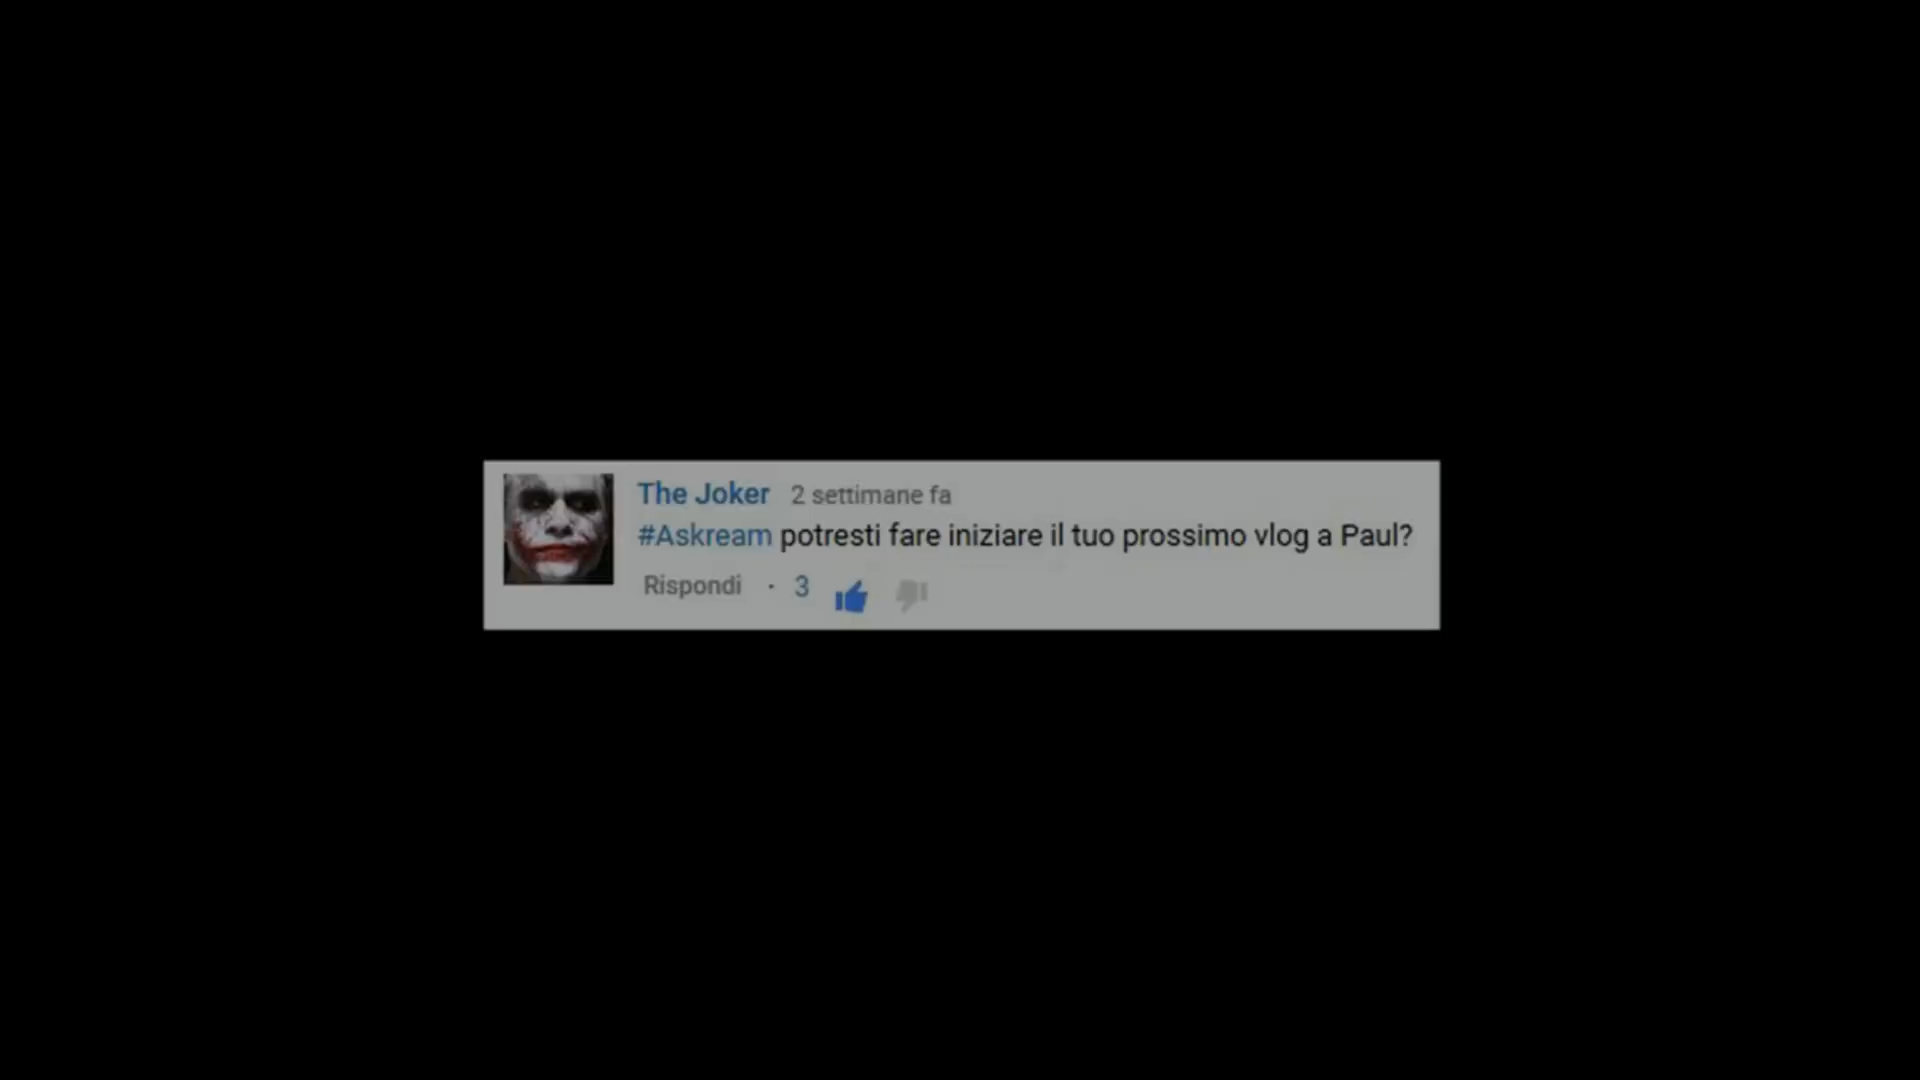 The Joker 2 settimane fa
#Askream potresti fare iniziare il tuo prossimo vlog a Paul?
Rispondi · 3